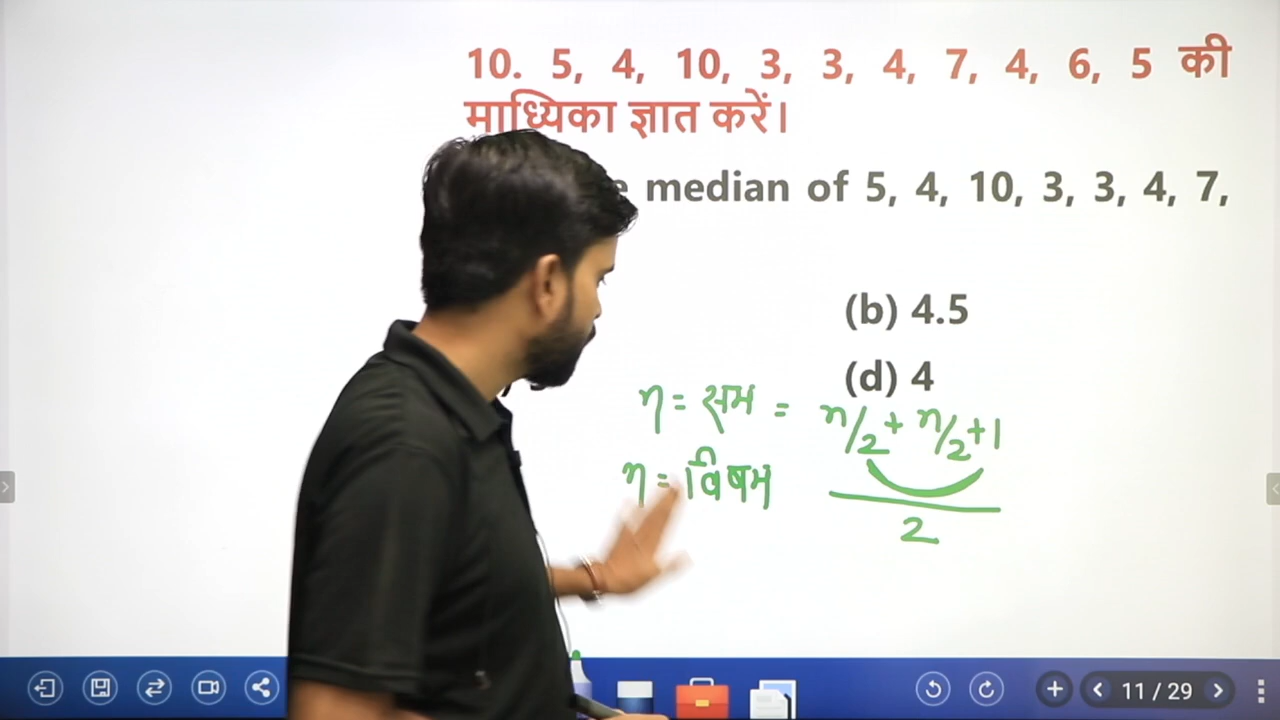 10. 5, 4, 10, 3, 3, 4, 7, 4, 6, 5 की
माध्यिका ज्ञात करें।
median of 5, 4, 10, 3, 3, 4, 7,
(b) 4.5
(d) 4
n = सम = n/2 + n/2 + 1
n = विषम
2
11 / 29